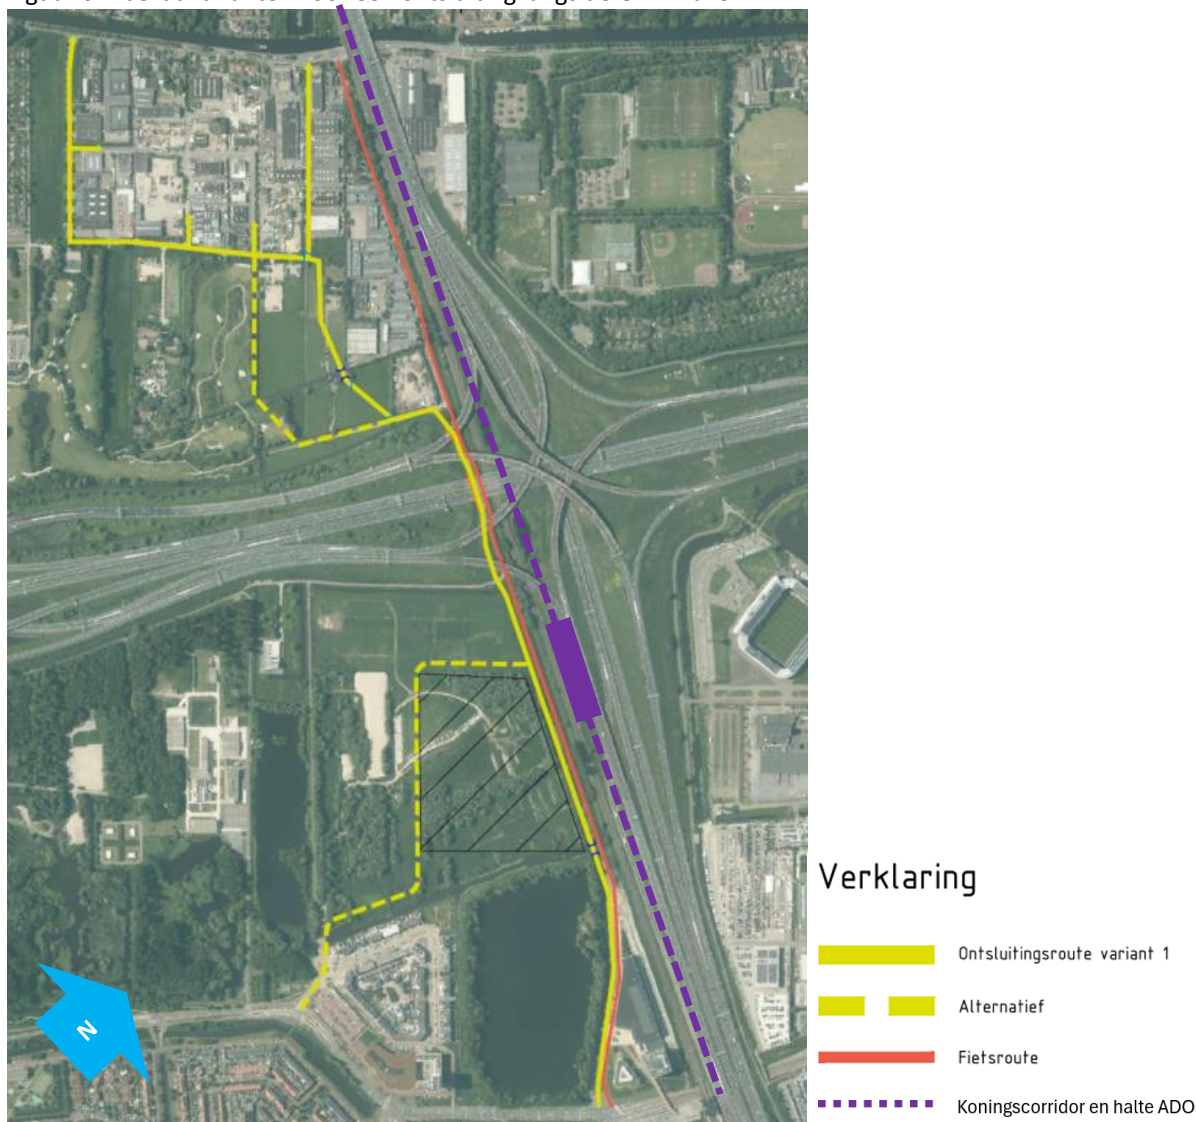 N
Verklaring
Ontsluitingsroute variant 1
Alternatief
Fietsroute
Koningscorridor en halte ADO